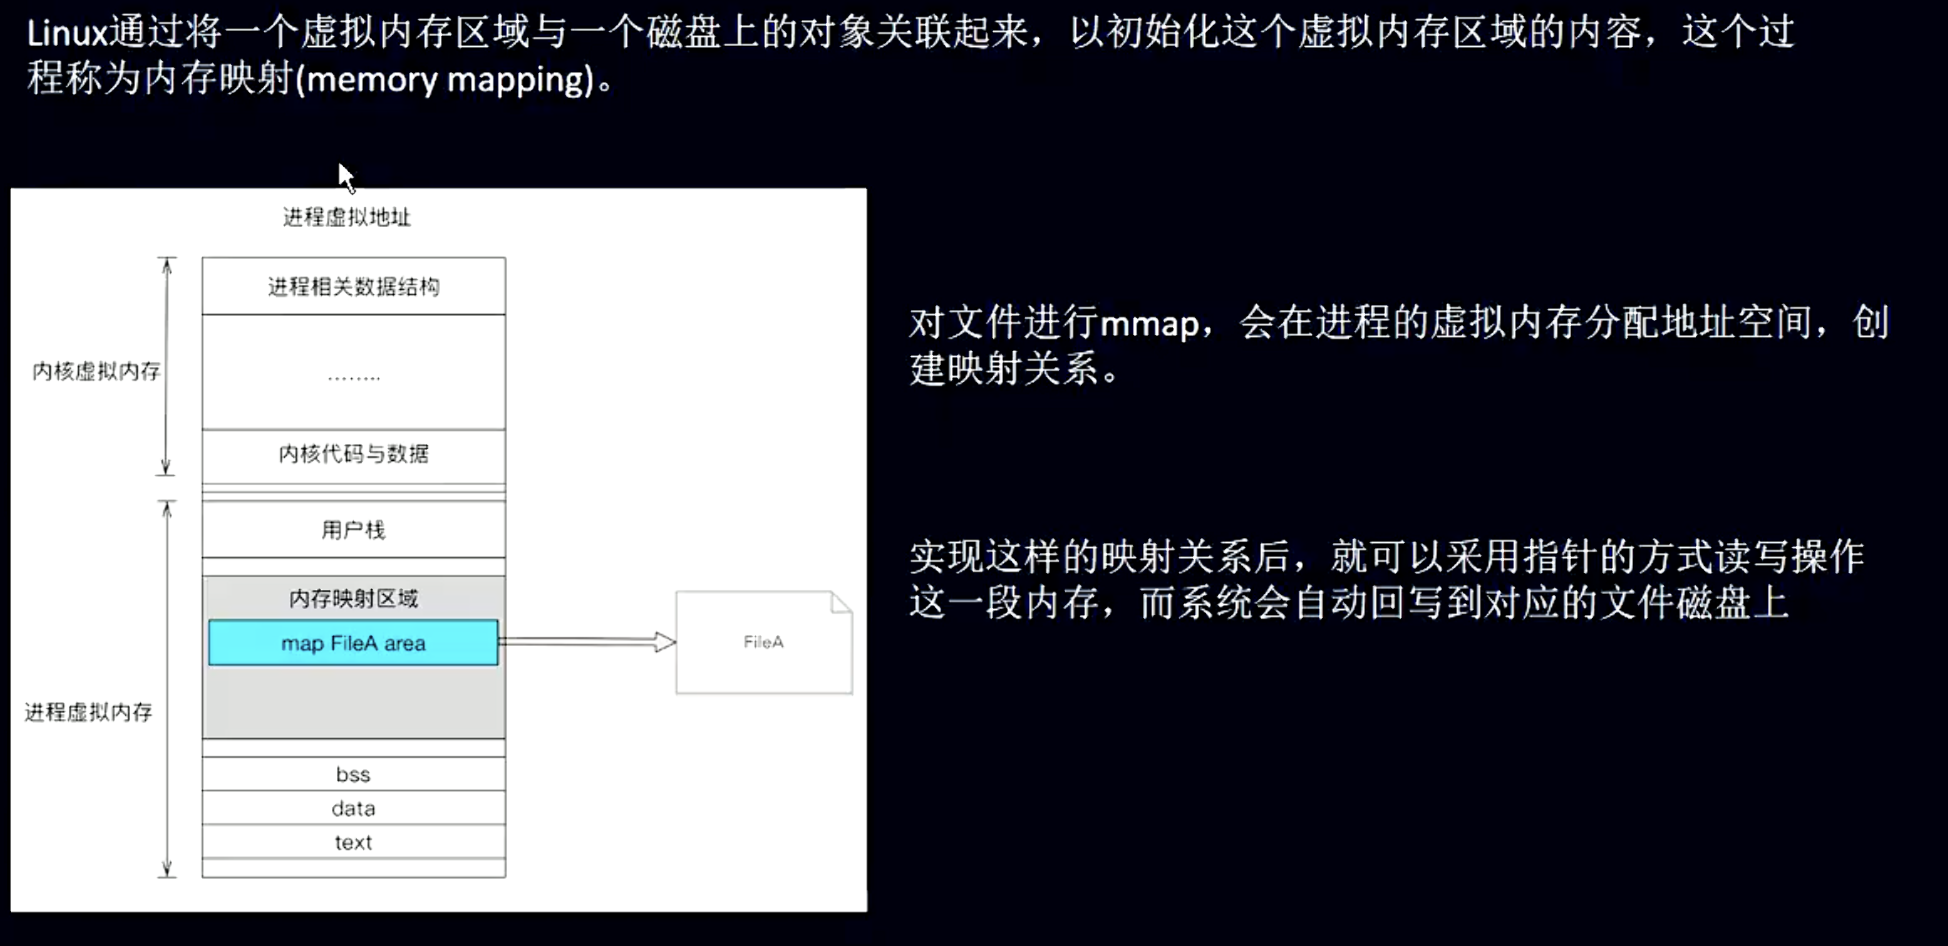 Linux通过将一个虚拟内存区域与一个磁盘上的对象关联起来，以初始化这个虚拟内存区域的内容，这个过
程称为内存映射(memory mapping)。
进程虚拟地址
进程相关数据结构
内核虚拟内存
........
内核代码与数据
用户栈
内存映射区域
map FileA area
FileA
进程虚拟内存
bss
data
text
对文件进行mmap，会在进程的虚拟内存分配地址空间，创
建映射关系。
实现这样的映射关系后，就可以采用指针的方式读写操作
这一段内存，而系统会自动回写到对应的文件磁盘上